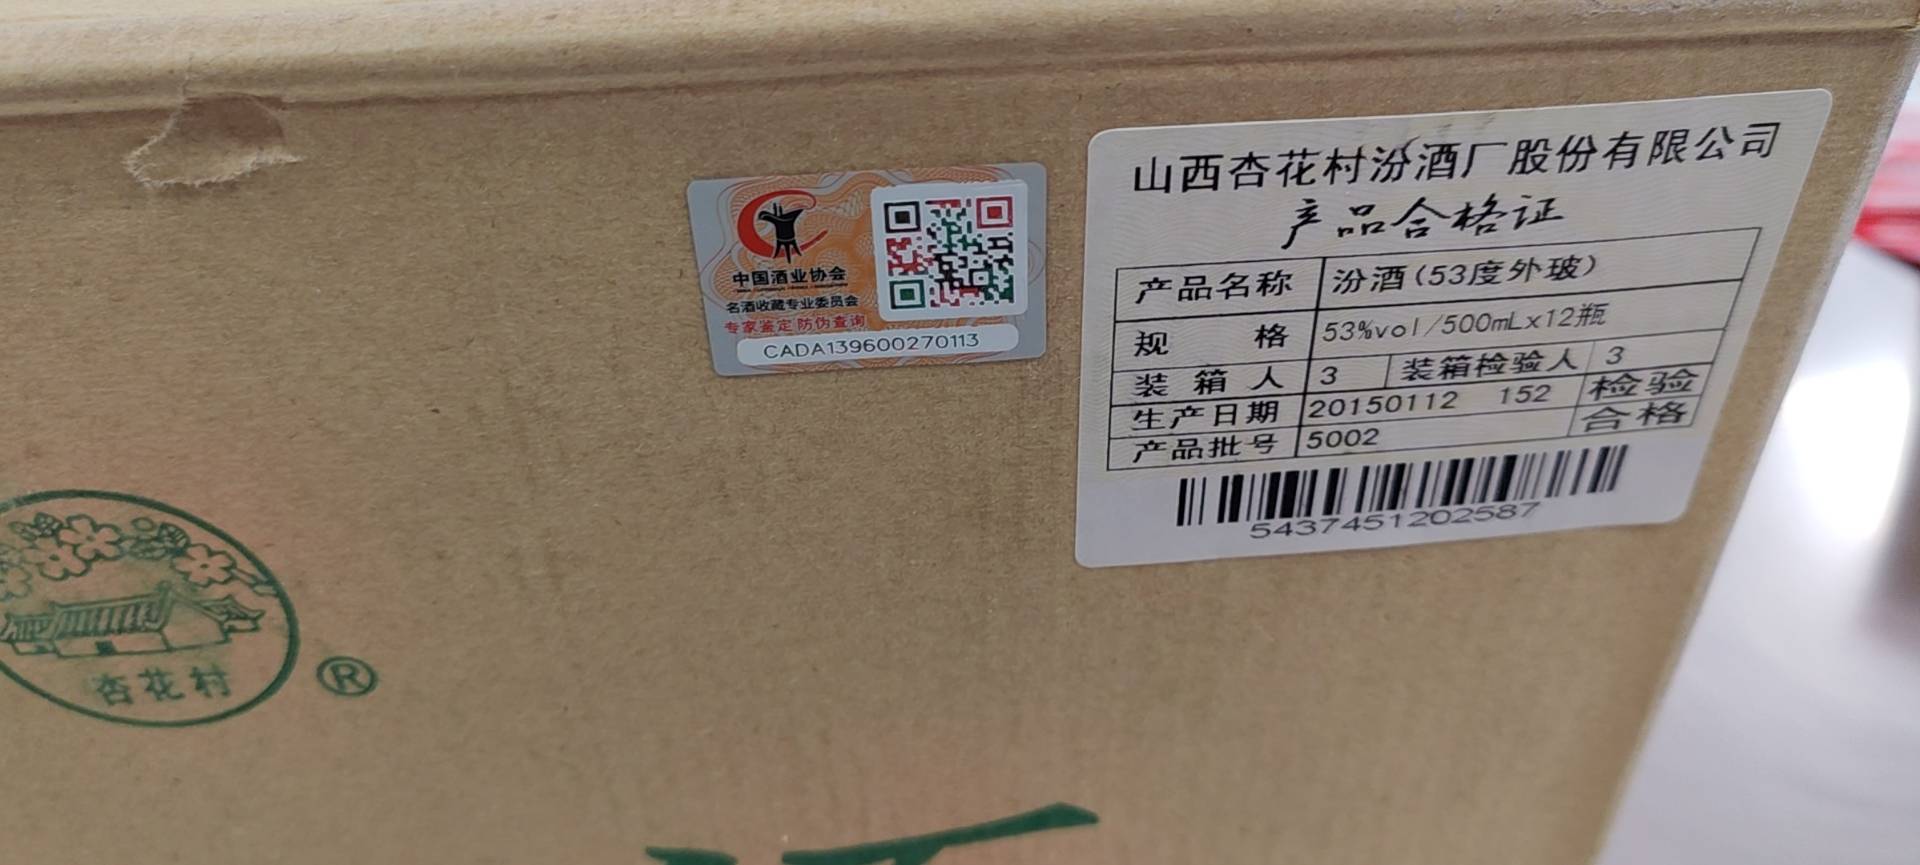 中国酒业协会
名酒收藏专业委员会
专家鉴定 防伪查询
CADA139600270113
山西杏花村汾酒厂股份有限公司
产品合格证
产品名称 汾酒(53度外玻)
规格 53%vol/500mLx12瓶
装箱人 3 装箱检验人 3
生产日期 20150112 152 检验
产品批号 5002 合格
5437451202587
杏花村
®